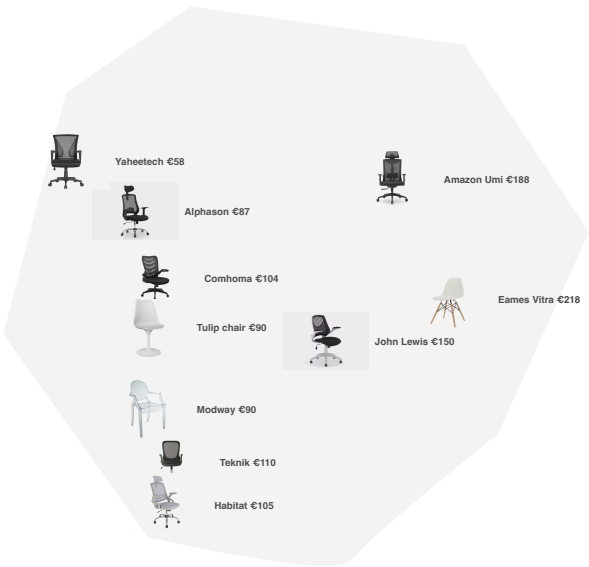 Yaheetech €58
Amazon Umi €188
Alphason €87
Comhoma €104
Eames Vitra €218
Tulip chair €90
John Lewis €150
Modway €90
Teknik €110
Habitat €105